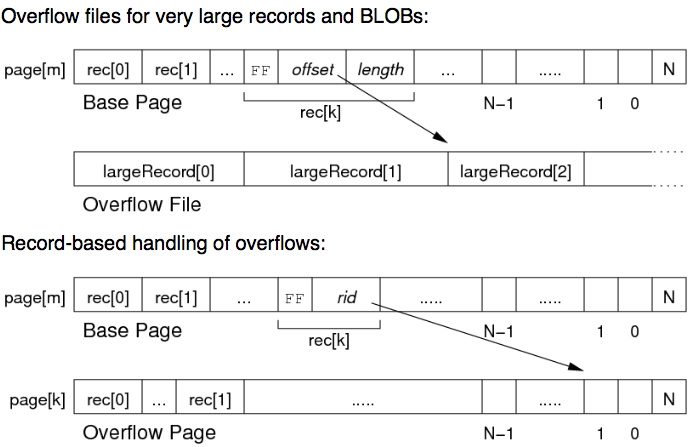 Overflow files for very large records and BLOBs:
page[m] rec[0] rec[1] ... FF offset length ... ..... N
Base Page N−1 1 0
rec[k]
largeRecord[0] largeRecord[1] largeRecord[2]
Overflow File
Record-based handling of overflows:
page[m] rec[0] rec[1] ... FF rid ..... ..... N
Base Page N−1 1 0
rec[k]
page[k] rec[0] ... rec[1] ..... ..... N
Overflow Page N−1 1 0